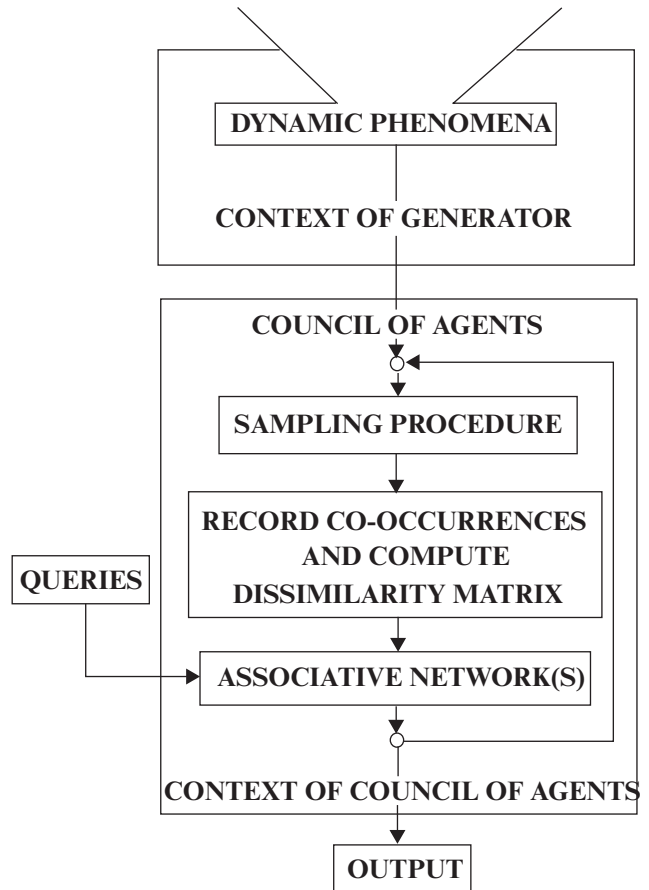 DYNAMIC PHENOMENA
CONTEXT OF GENERATOR
COUNCIL OF AGENTS
SAMPLING PROCEDURE
RECORD CO-OCCURRENCES
AND COMPUTE
DISSIMILARITY MATRIX
QUERIES
ASSOCIATIVE NETWORK(S)
CONTEXT OF COUNCIL OF AGENTS
OUTPUT